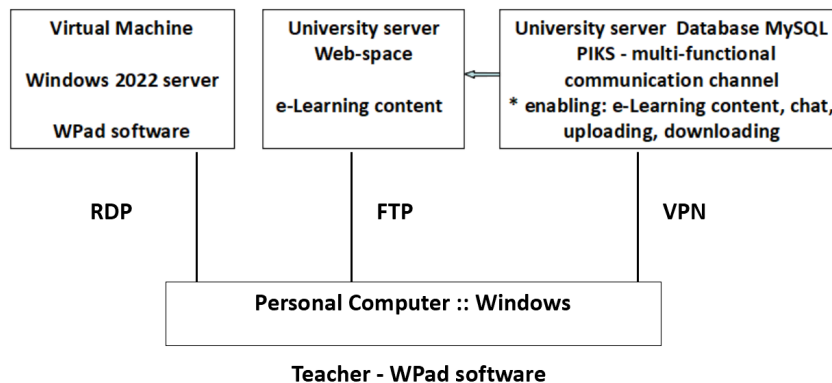 Virtual Machine
Windows 2022 server
WPad software
University server
Web-space
e-Learning content
University server Database MySQL
PIKS - multi-functional
communication channel
* enabling: e-Learning content, chat,
uploading, downloading
RDP
FTP
VPN
Personal Computer :: Windows
Teacher - WPad software